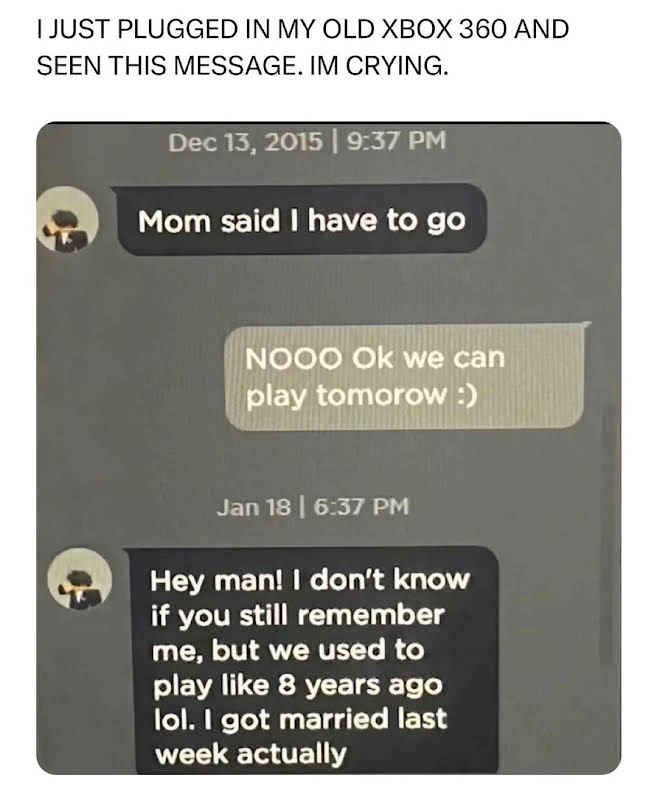 I JUST PLUGGED IN MY OLD XBOX 360 AND
SEEN THIS MESSAGE. IM CRYING.
Dec 13, 2015 | 9:37 PM
Mom said I have to go
NOOO Ok we can
play tomorow :)
Jan 18 | 6:37 PM
Hey man! I don't know
if you still remember
me, but we used to
play like 8 years ago
lol. I got married last
week actually